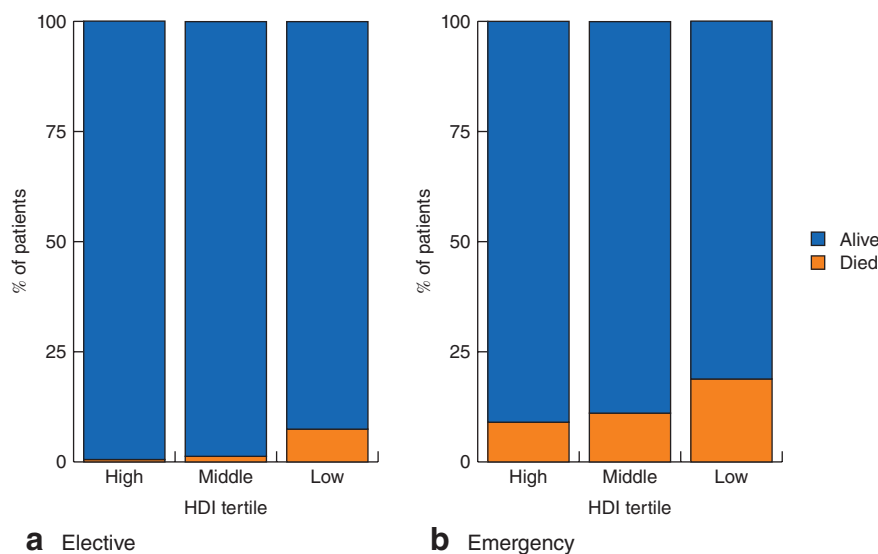 100
75
50
25
0
% of patients
High Middle Low
HDI tertile
a Elective
100
75
50
25
0
% of patients
High Middle Low
HDI tertile
b Emergency
Alive
Died